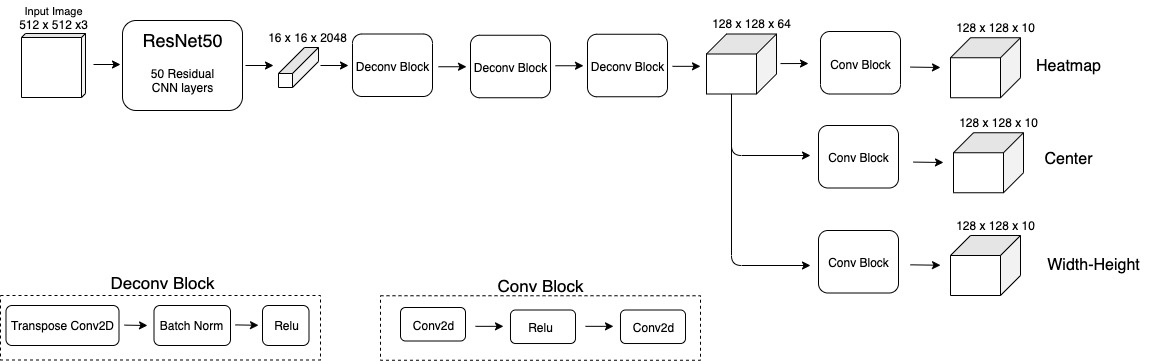 Input Image
512 x 512 x3
ResNet50
50 Residual
CNN layers
16 x 16 x 2048
Deconv Block
Deconv Block
Deconv Block
128 x 128 x 64
Conv Block
128 x 128 x 10
Heatmap
Conv Block
128 x 128 x 10
Center
Conv Block
128 x 128 x 10
Width-Height
Deconv Block
Transpose Conv2D
Batch Norm
Relu
Conv Block
Conv2d
Relu
Conv2d